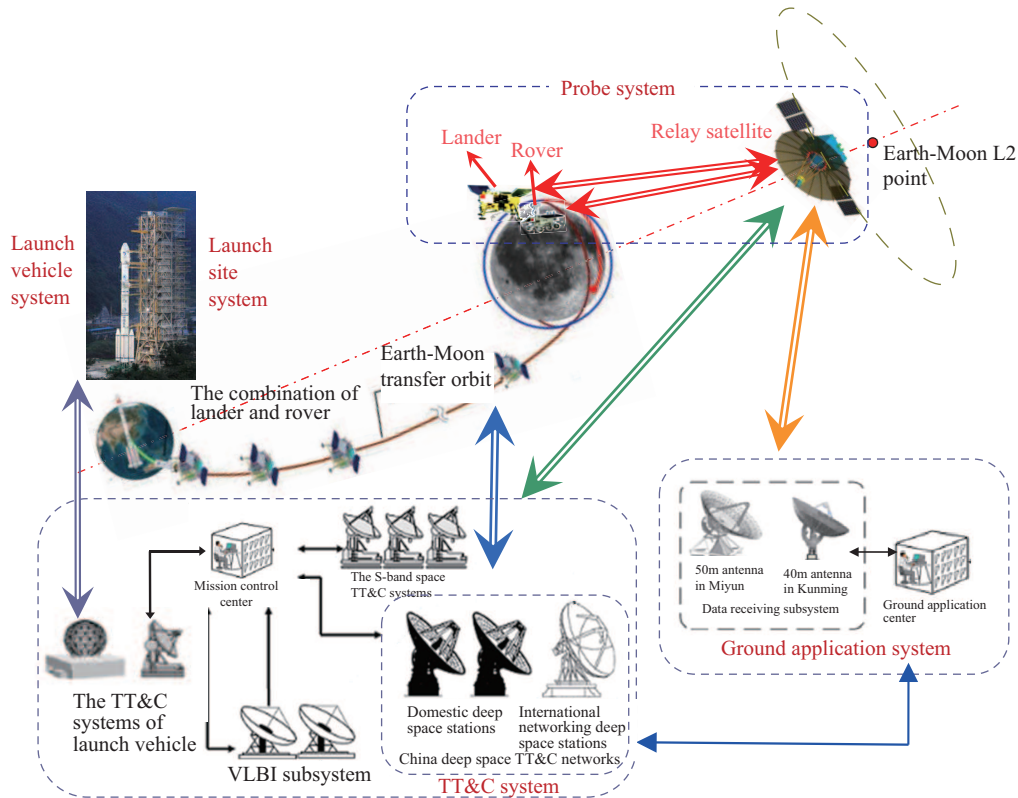 Probe system
Lander
Rover
Relay satellite
Earth-Moon L2
point
Launch
vehicle
system
Launch
site
system
Earth-Moon
transfer orbit
The combination of
lander and rover
Mission control
center
The S-band space
TT&C systems
50m antenna
in Miyun
40m antenna
in Kunming
Data receiving subsystem
Ground application
center
Ground application system
The TT&C
systems of
launch vehicle
VLBI subsystem
Domestic deep
space stations
International
networking deep
space stations
China deep space TT&C networks
TT&C system